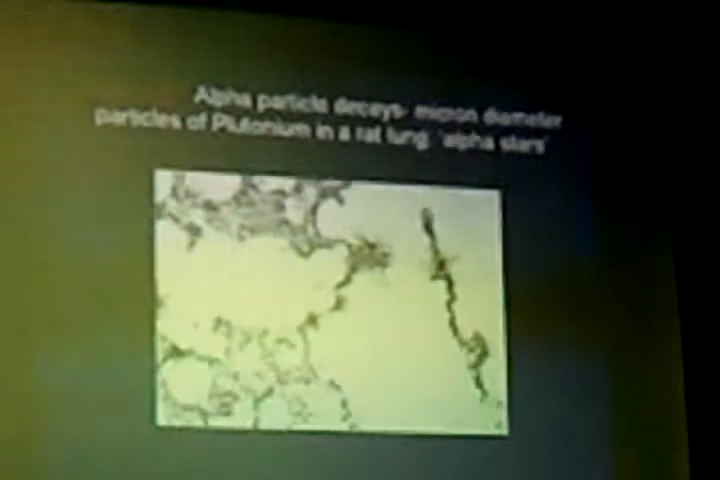 Alpha particle decays- micron diameter
particles of Plutonium in a rat lung. 'alpha stars'